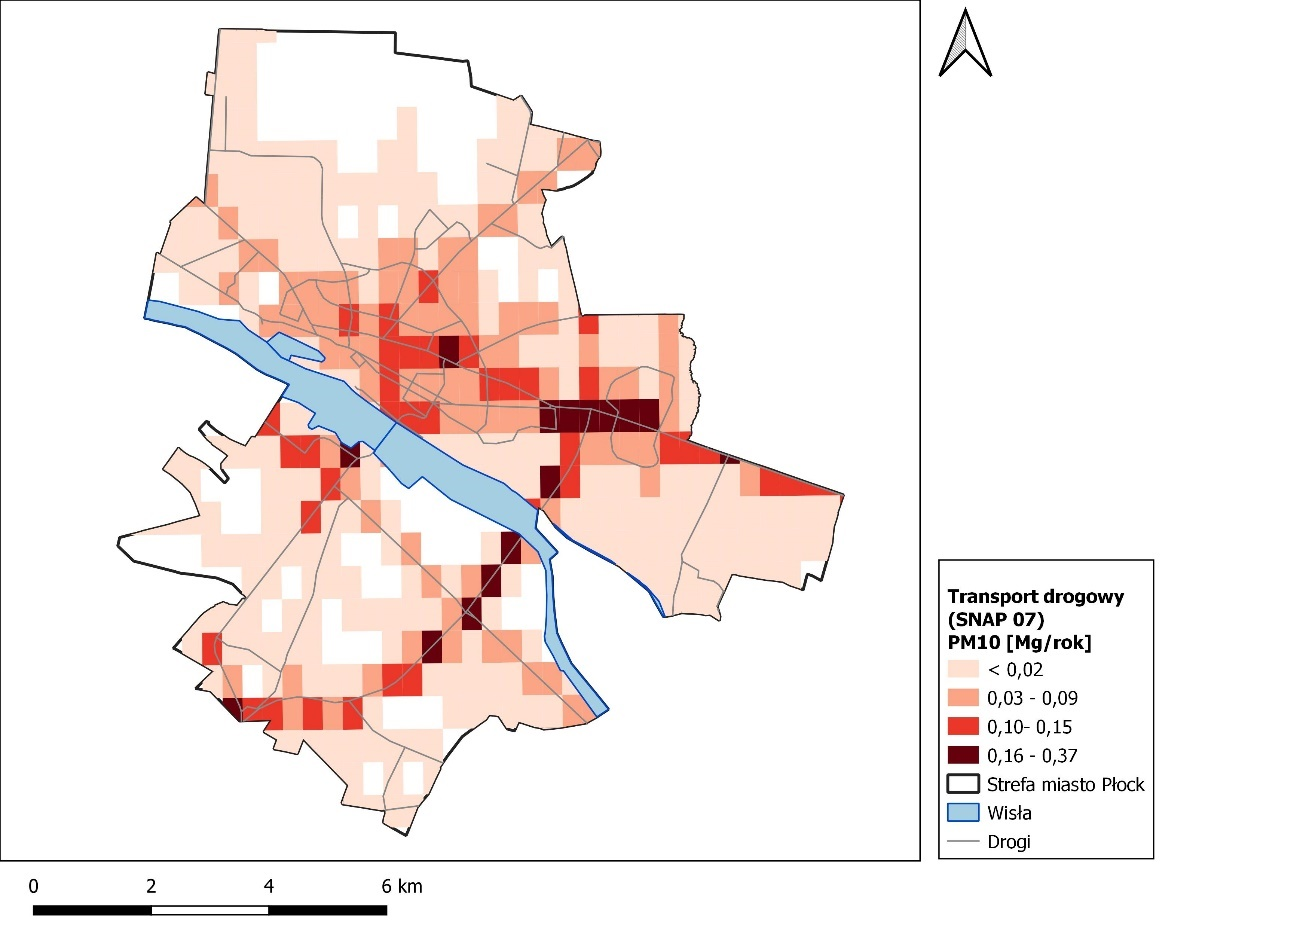 Transport drogowy
(SNAP 07)
PM10 [Mg/rok]
< 0,02
0,03 - 0,09
0,10- 0,15
0,16 - 0,37
Strefa miasto Płock
Wisła
Drogi
0 2 4 6 km